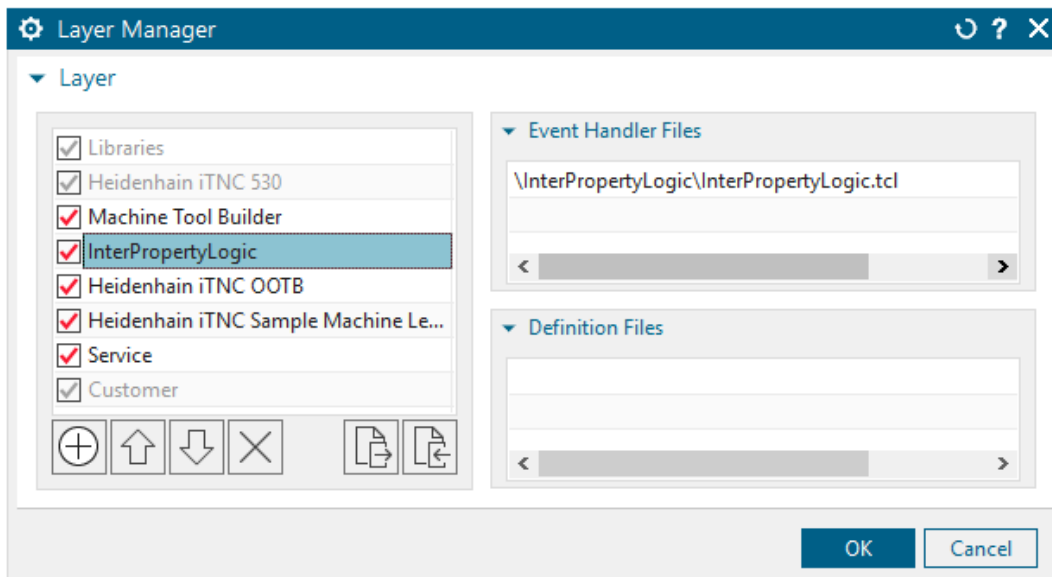 Layer Manager
Layer
Libraries
Heidenhain iTNC 530
Machine Tool Builder
InterPropertyLogic
Heidenhain iTNC OOTB
Heidenhain iTNC Sample Machine Le...
Service
Customer
Event Handler Files
\InterPropertyLogic\InterPropertyLogic.tcl
Definition Files
OK
Cancel